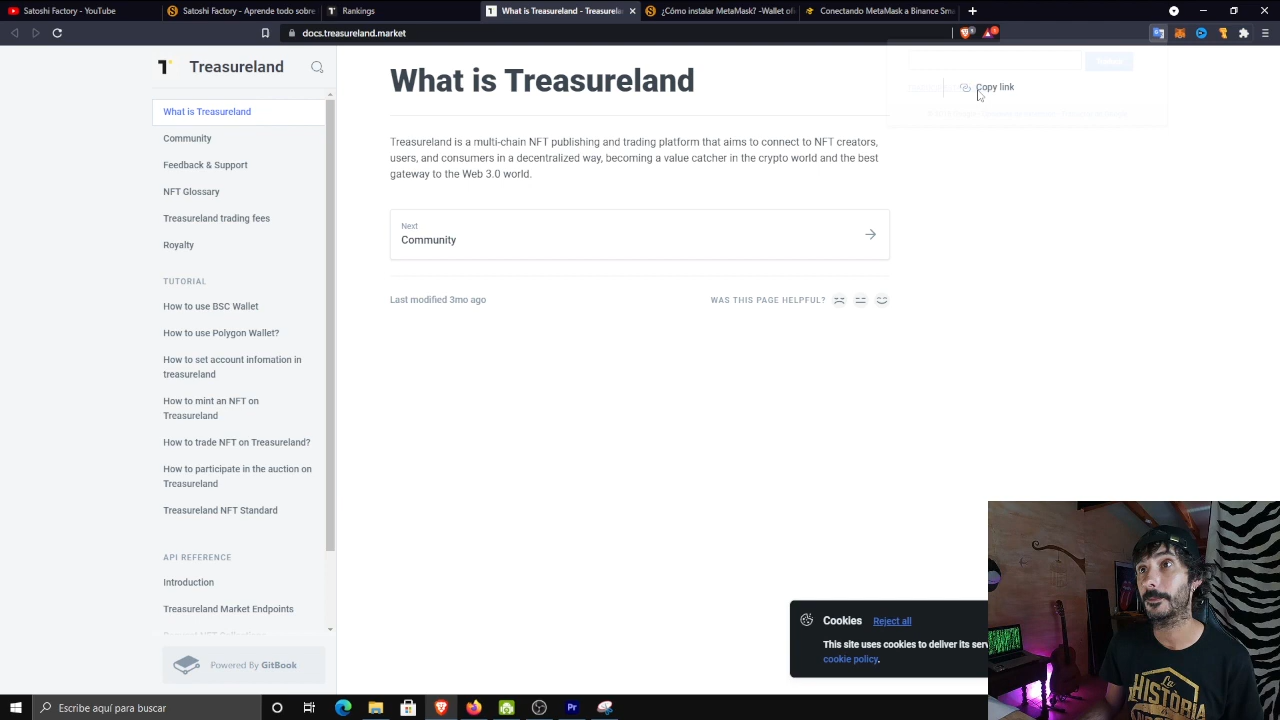 Satoshi Factory - YouTube
Satoshi Factory - Aprende todo sobre
Rankings
What is Treasureland - Treasurela
¿Cómo instalar MetaMask? -Wallet o
Conectando MetaMask a Binance Sm
docs.treasureland.market
Treasureland
What is Treasureland
Community
Feedback & Support
NFT Glossary
Treasureland trading fees
Royalty
TUTORIAL
How to use BSC Wallet
How to use Polygon Wallet?
How to set account infomation in
treasureland
How to mint an NFT on
Treasureland
How to trade NFT on Treasureland?
How to participate in the auction on
Treasureland
Treasureland NFT Standard
API REFERENCE
Introduction
Treasureland Market Endpoints
Powered By GitBook
What is Treasureland
Copy link
Treasureland is a multi-chain NFT publishing and trading platform that aims to connect to NFT creators,
users, and consumers in a decentralized way, becoming a value catcher in the crypto world and the best
gateway to the Web 3.0 world.
Next
Community
Last modified 3mo ago
WAS THIS PAGE HELPFUL?
Cookies Reject all
This site uses cookies to deliver its ser
cookie policy.
La
HISTORIA
Escribe aquí para buscar